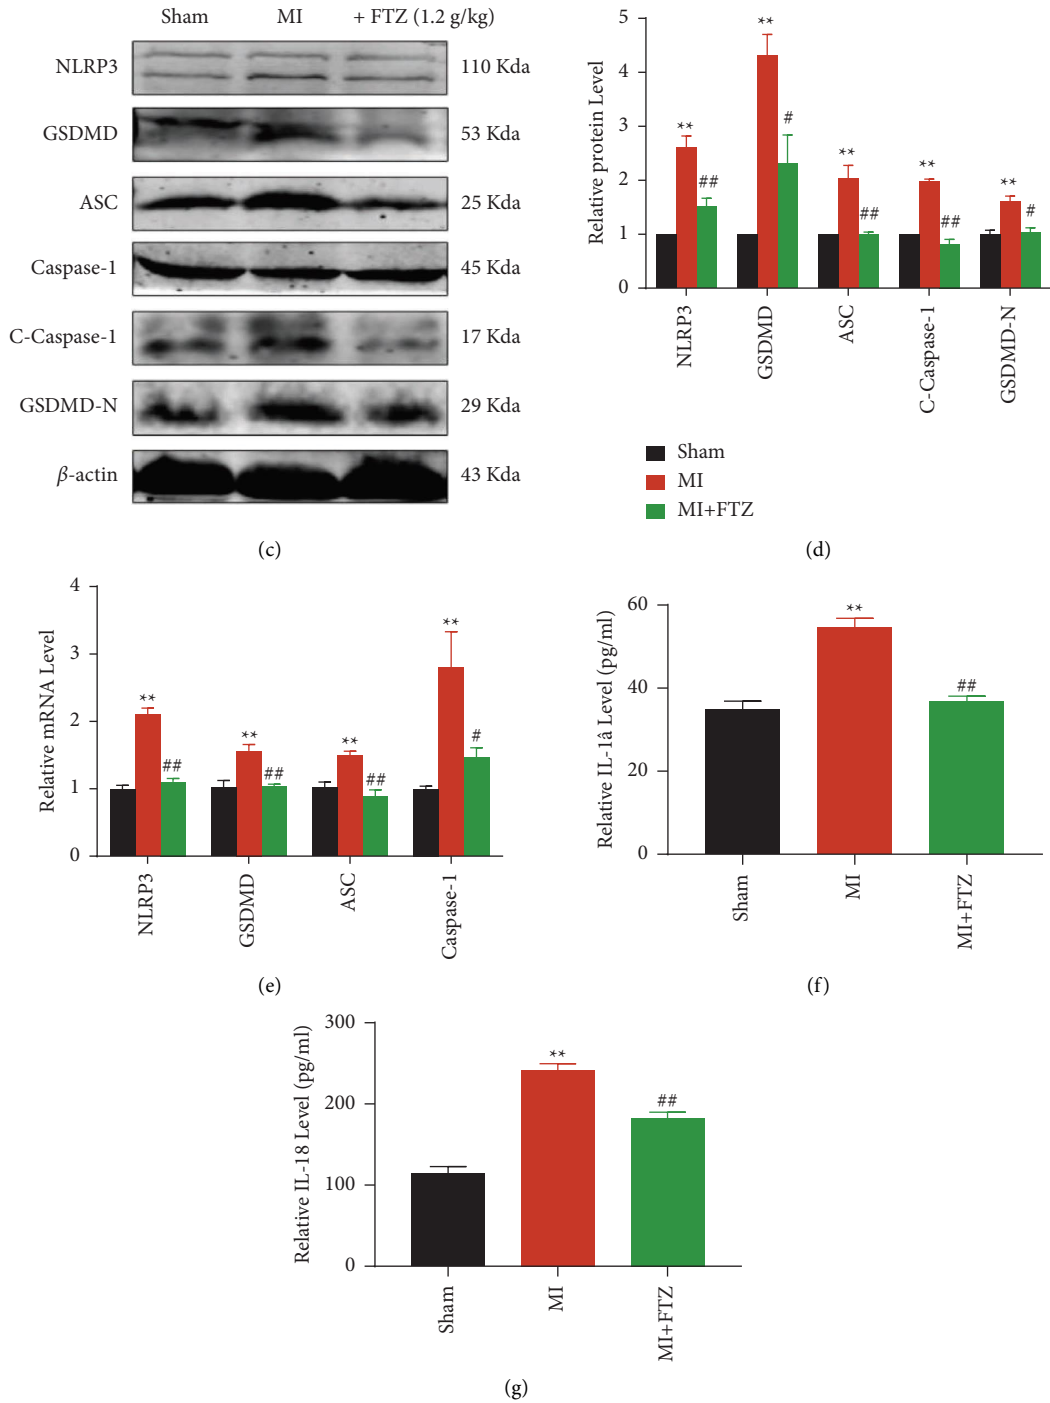 Sham MI + FTZ (1.2 g/kg)
NLRP3 110 Kda
GSDMD 53 Kda
ASC 25 Kda
Caspase-1 45 Kda
C-Caspase-1 17 Kda
GSDMD-N 29 Kda
β-actin 43 Kda
(c)
Relative protein Level
5
4
3
2
1
0
** ## ** # ** ## ** ## ** #
NLRP3 GSDMD ASC C-Caspase-1 GSDMD-N
Sham
MI
MI+FTZ
(d)
Relative mRNA Level
4
3
2
1
0
** ## ** ## ** ## ** #
NLRP3 GSDMD ASC Caspase-1
(e)
Relative IL-1â Level (pg/ml)
60
40
20
0
** ##
Sham MI MI+FTZ
(f)
Relative IL-18 Level (pg/ml)
300
200
100
0
** ##
Sham MI MI+FTZ
(g)